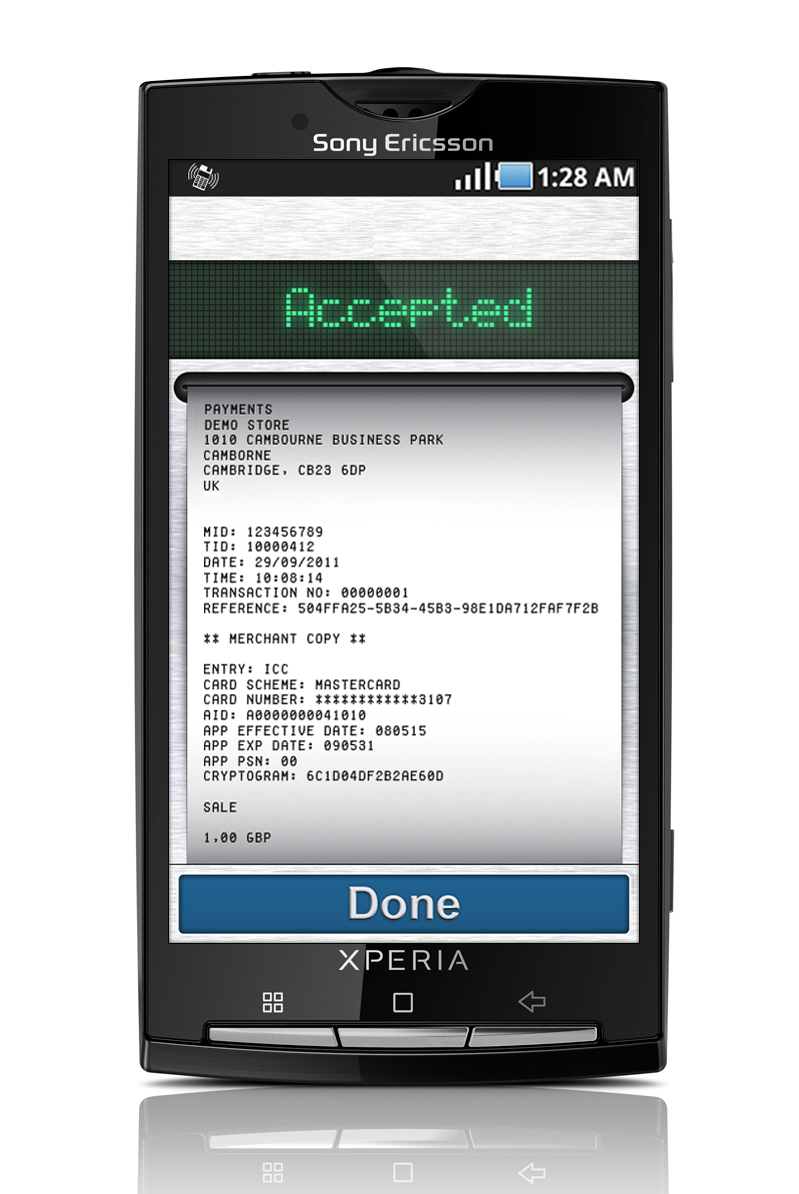 Sony Ericsson
1:28 AM
Accepted
PAYMENTS
DEMO STORE
1010 CAMBOURNE BUSINESS PARK
CAMBORNE
CAMBRIDGE, CB23 6DP
UK
MID: 123456789
TID: 10000412
DATE: 29/09/2011
TIME: 10:08:14
TRANSACTION NO: 00000001
REFERENCE: 504FFA25-5B34-45B3-98E1DA712FAF7F2B
** MERCHANT COPY **
ENTRY: ICC
CARD SCHEME: MASTERCARD
CARD NUMBER: ************3107
AID: A0000000041010
APP EFFECTIVE DATE: 080515
APP EXP DATE: 090531
APP PSN: 00
CRYPTOGRAM: 6C1D04DF2B2AE60D
SALE
1.00 GBP
Done
XPERIA